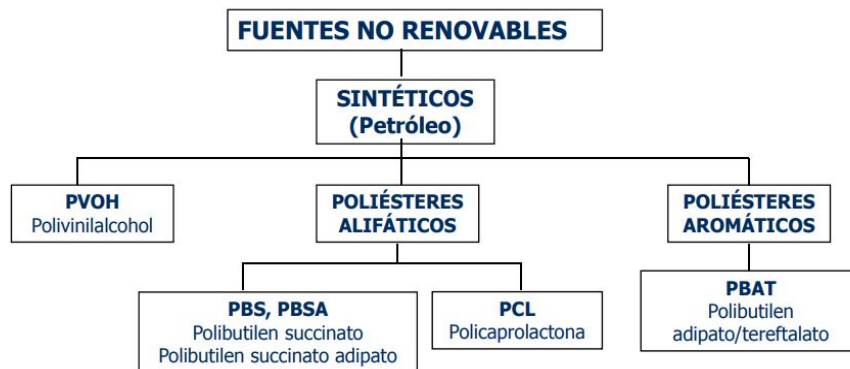 FUENTES NO RENOVABLES
SINTÉTICOS
(Petróleo)
PVOH
Polivinilalcohol
POLIÉSTERES
ALIFÁTICOS
POLIÉSTERES
AROMÁTICOS
PBS, PBSA
Polibutilen succinato
Polibutilen succinato adipato
PCL
Policaprolactona
PBAT
Polibutilen
adipato/tereftalato